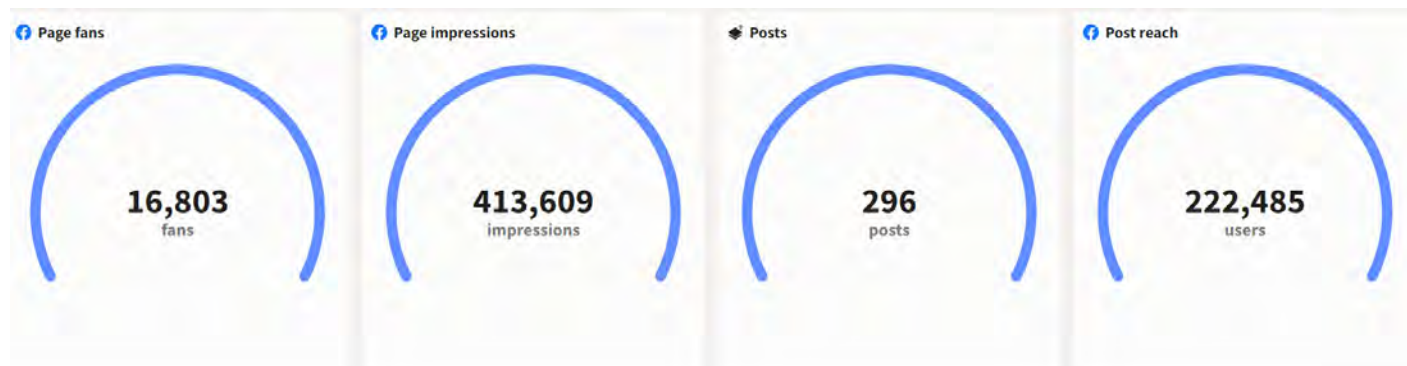 Page fans
16,803
fans
Page impressions
413,609
impressions
Posts
296
posts
Post reach
222,485
users